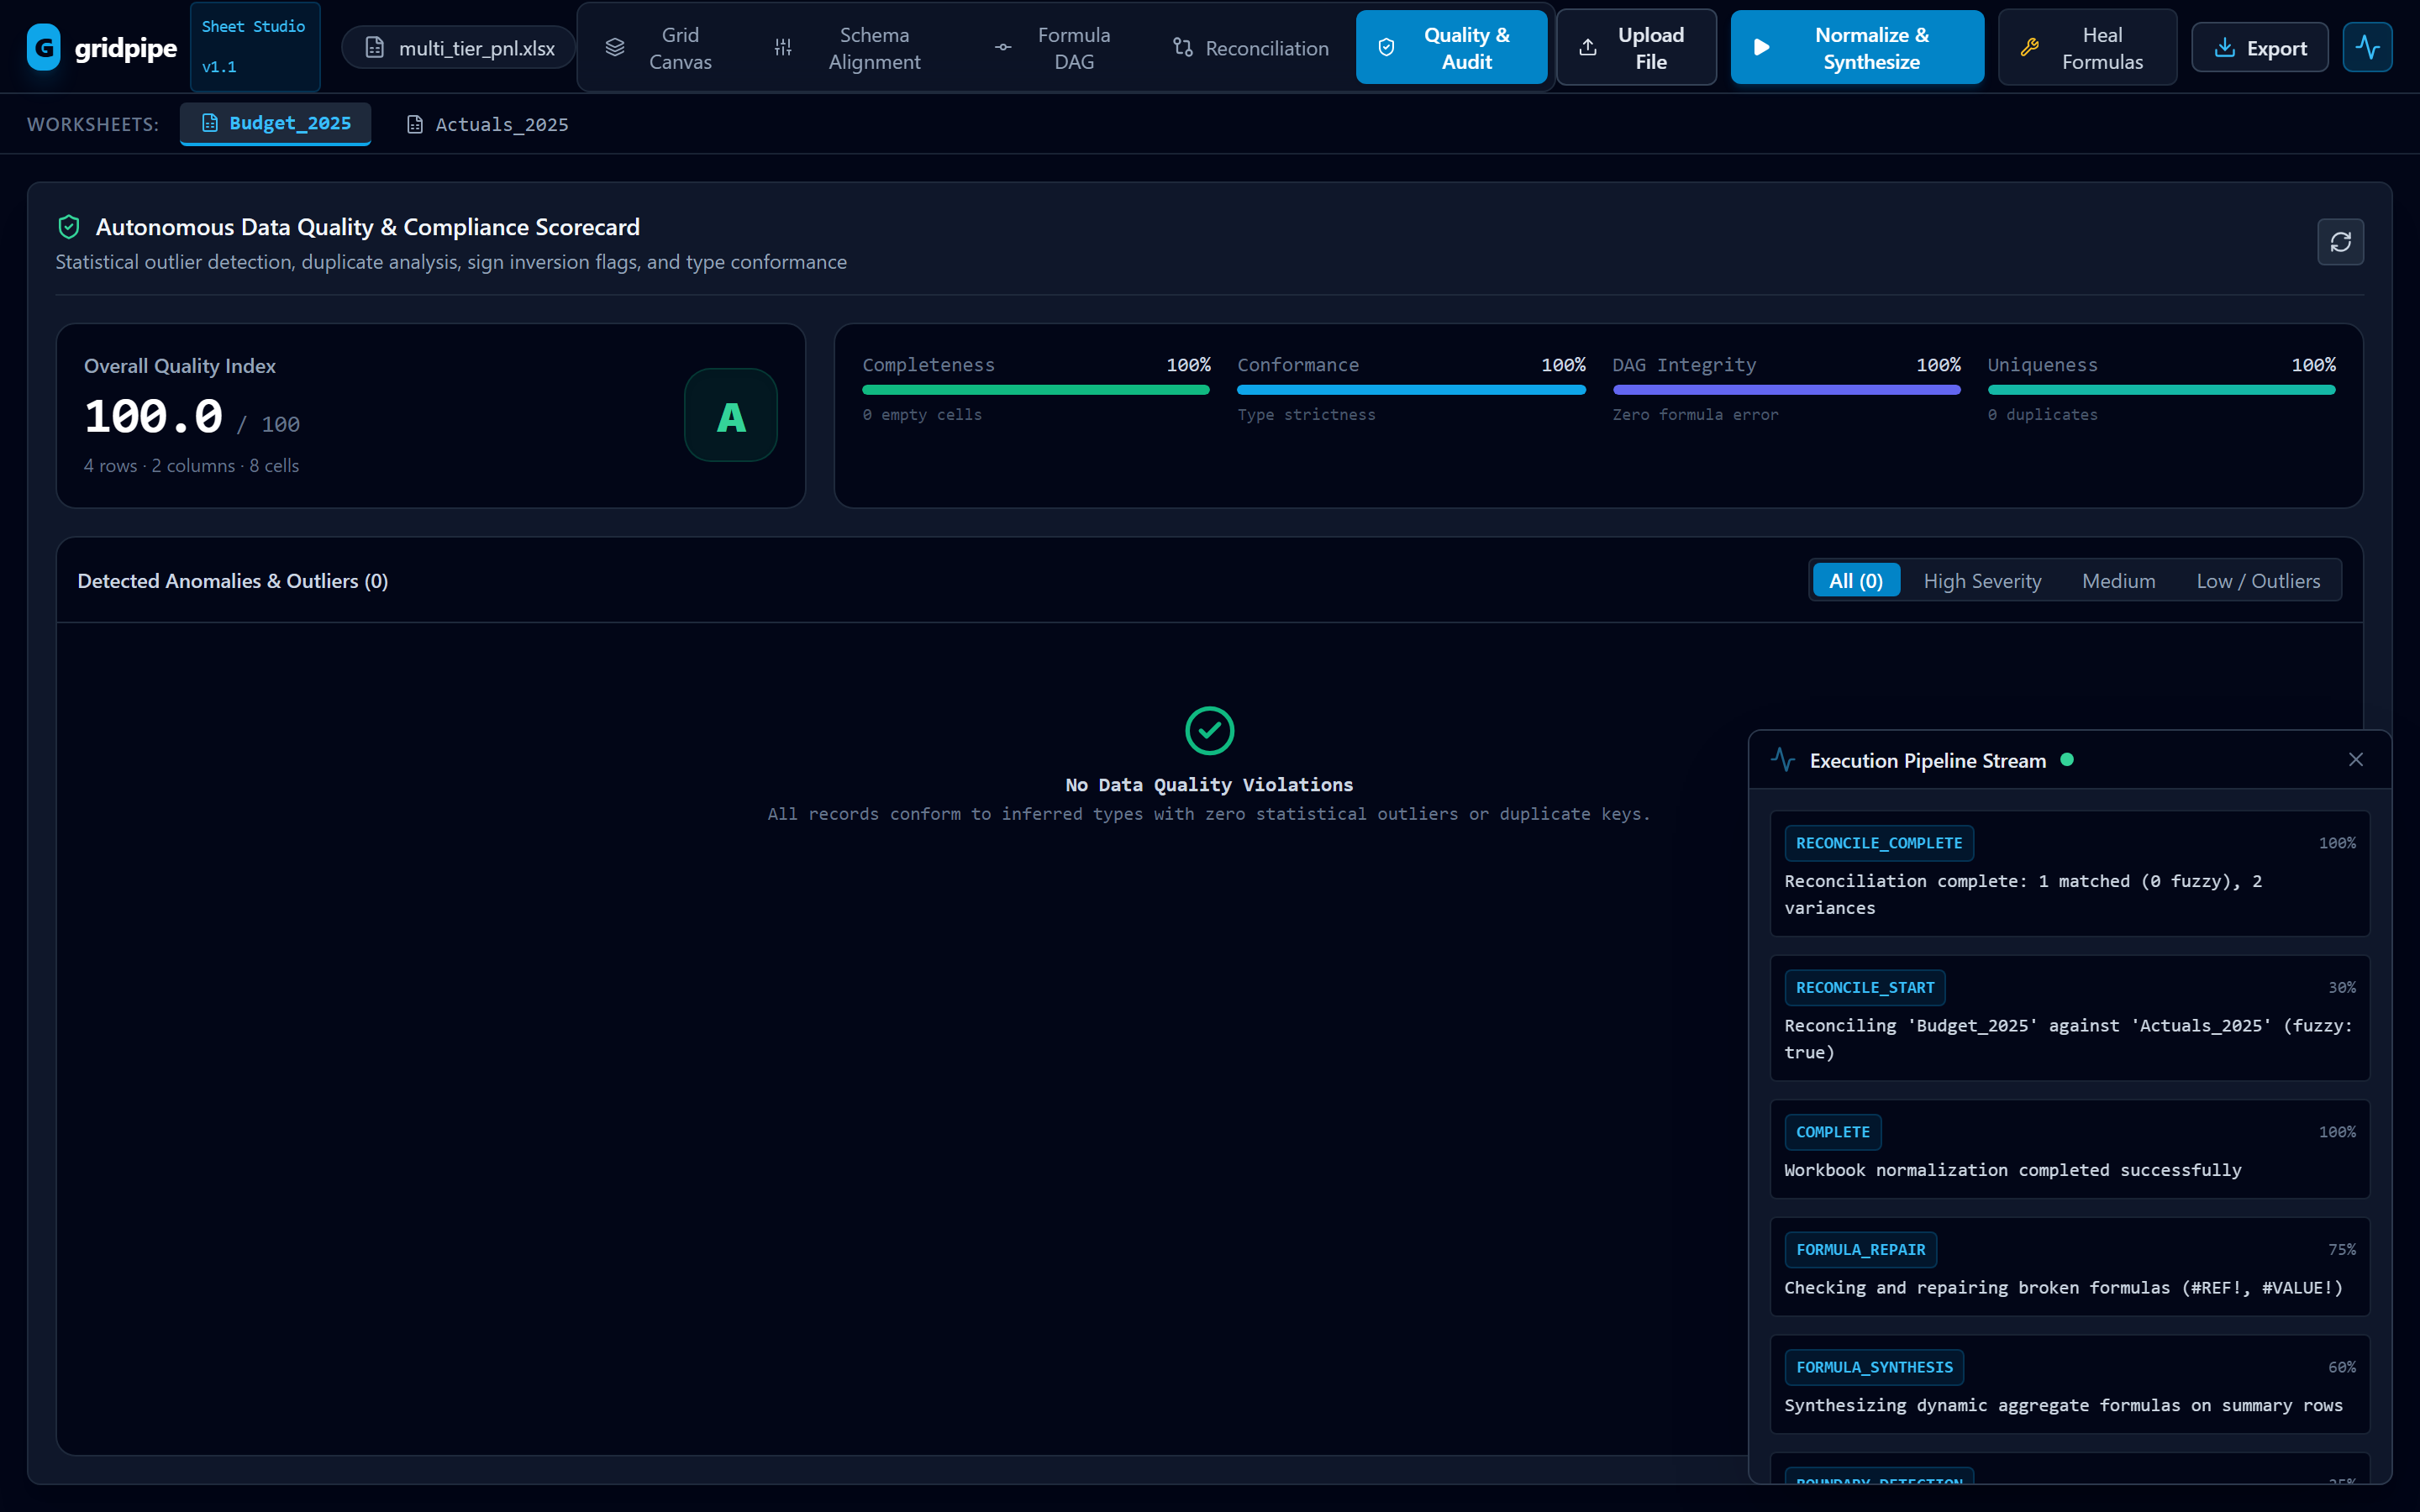 G gridpipe
Sheet Studio
v1.1
multi_tier_pnl.xlsx
Grid
Canvas
Schema
Alignment
Formula
DAG
Reconciliation
Quality &
Audit
Upload
File
Normalize &
Synthesize
Heal
Formulas
Export
WORKSHEETS:
Budget_2025
Actuals_2025
Autonomous Data Quality & Compliance Scorecard
Statistical outlier detection, duplicate analysis, sign inversion flags, and type conformance
Overall Quality Index
100.0 / 100
4 rows · 2 columns · 8 cells
A
Completeness 100%
0 empty cells
Conformance 100%
Type strictness
DAG Integrity 100%
Zero formula error
Uniqueness 100%
0 duplicates
Detected Anomalies & Outliers (0)
All (0) High Severity Medium Low / Outliers
No Data Quality Violations
All records conform to inferred types with zero statistical outliers or duplicate keys.
Execution Pipeline Stream
RECONCILE_COMPLETE 100%
Reconciliation complete: 1 matched (0 fuzzy), 2
variances
RECONCILE_START 30%
Reconciling 'Budget_2025' against 'Actuals_2025' (fuzzy:
true)
COMPLETE 100%
Workbook normalization completed successfully
FORMULA_REPAIR 75%
Checking and repairing broken formulas (#REF!, #VALUE!)
FORMULA_SYNTHESIS 60%
Synthesizing dynamic aggregate formulas on summary rows
BOUNDARY_DETECTION